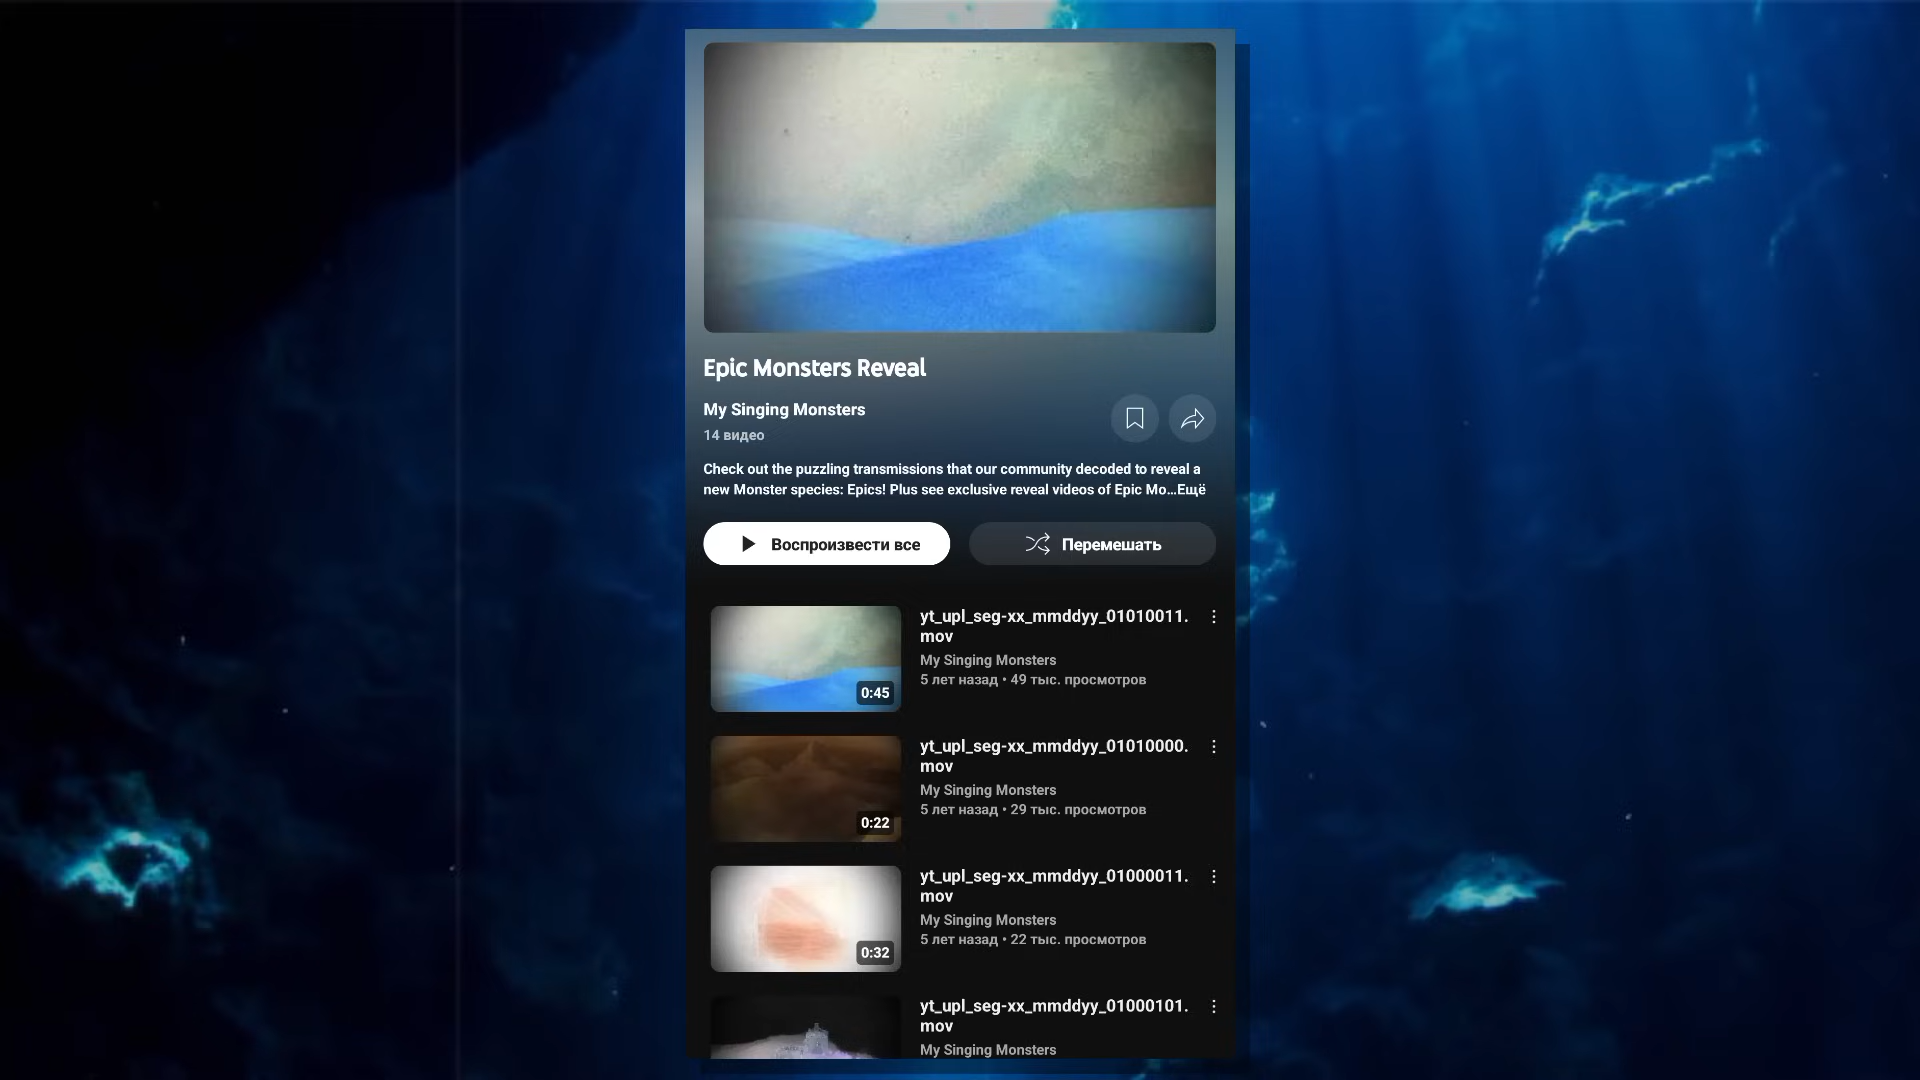 Epic Monsters Reveal
My Singing Monsters
14 видео
Check out the puzzling transmissions that our community decoded to reveal a
new Monster species: Epics! Plus see exclusive reveal videos of Epic Mo...Ещё
Воспроизвести все
Перемешать
yt_upl_seg-xx_mmddyy_01010011.
mov
My Singing Monsters
5 лет назад • 49 тыс. просмотров
0:45
yt_upl_seg-xx_mmddyy_01010000.
mov
My Singing Monsters
5 лет назад • 29 тыс. просмотров
0:22
yt_upl_seg-xx_mmddyy_01000011.
mov
My Singing Monsters
5 лет назад • 22 тыс. просмотров
0:32
yt_upl_seg-xx_mmddyy_01000101.
mov
My Singing Monsters